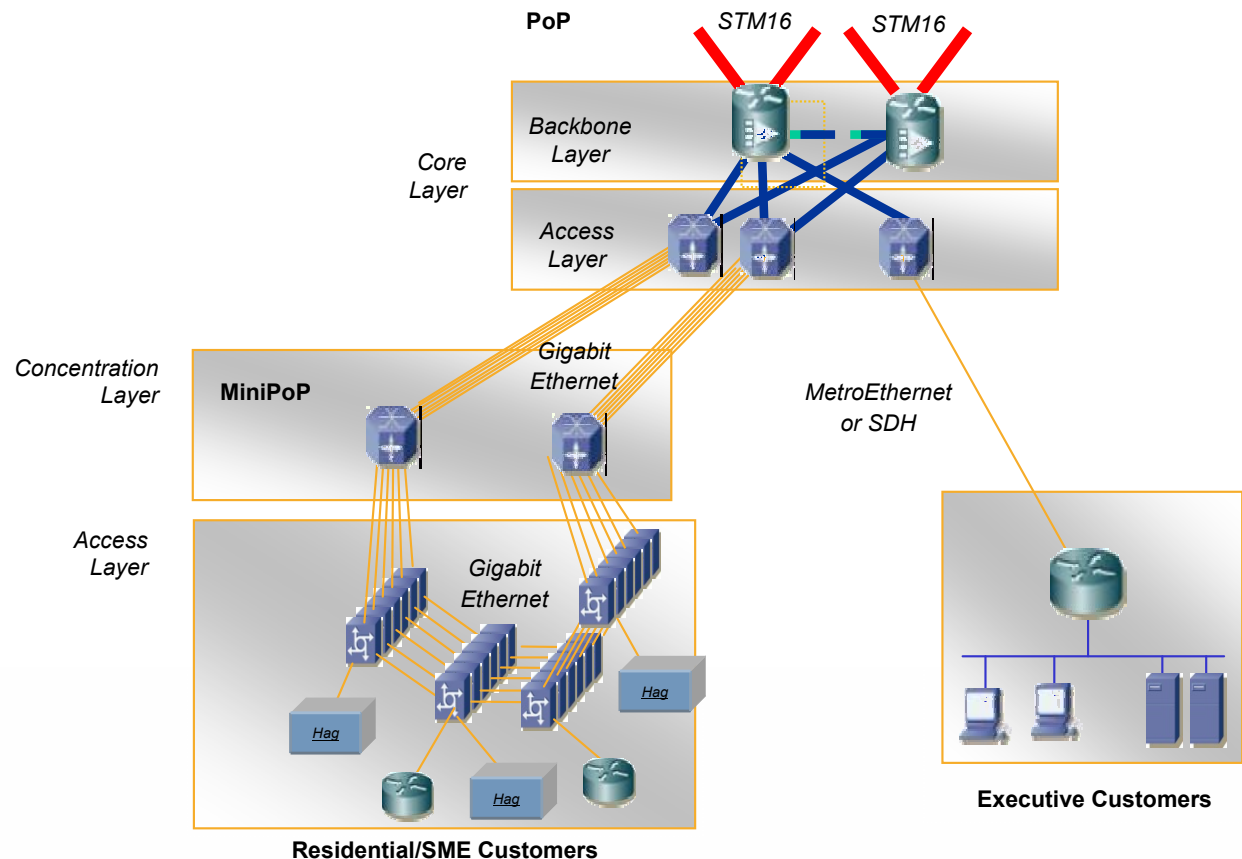 PoP
STM16
STM16
Backbone
Layer
Core
Layer
Access
Layer
Concentration
Layer
MiniPoP
Gigabit
Ethernet
MetroEthernet
or SDH
Access
Layer
Gigabit
Ethernet
Hag
Hag
Hag
Executive Customers
Residential/SME Customers